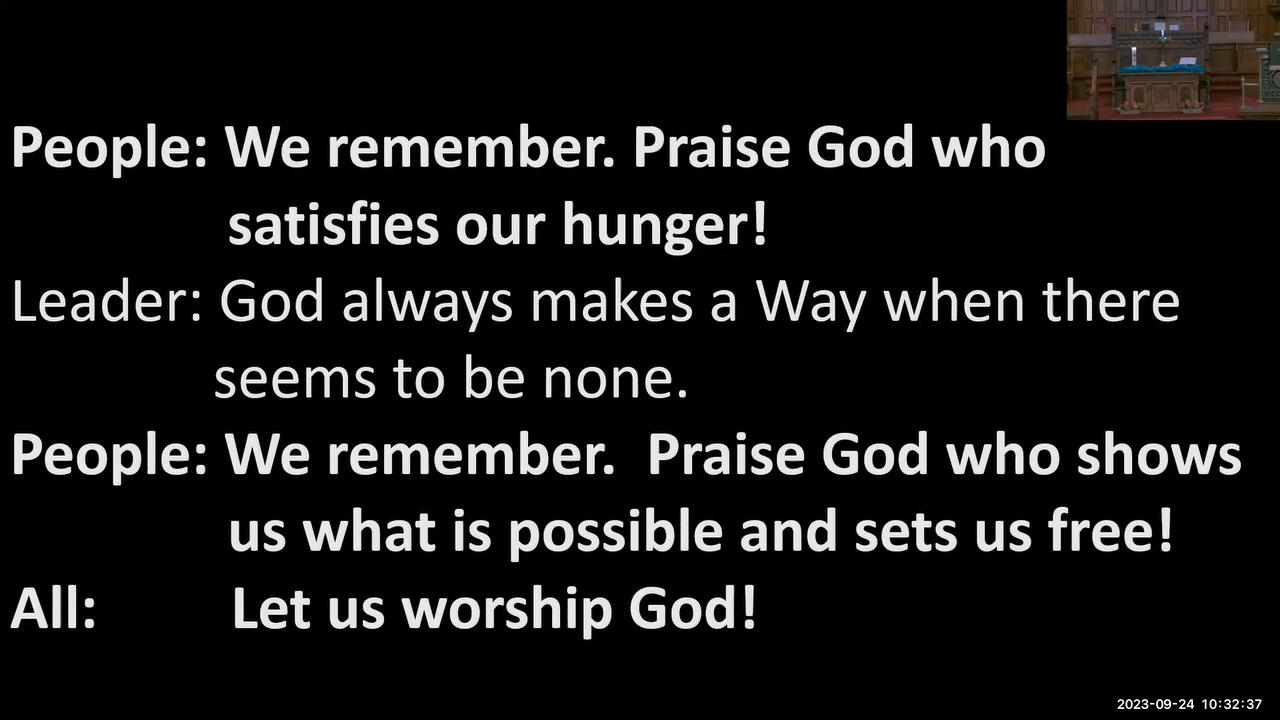 People: We remember. Praise God who
satisfies our hunger!
Leader: God always makes a Way when there
seems to be none.
People: We remember.  Praise God who shows
us what is possible and sets us free!
All: Let us worship God!
2023-09-24 10:32:37